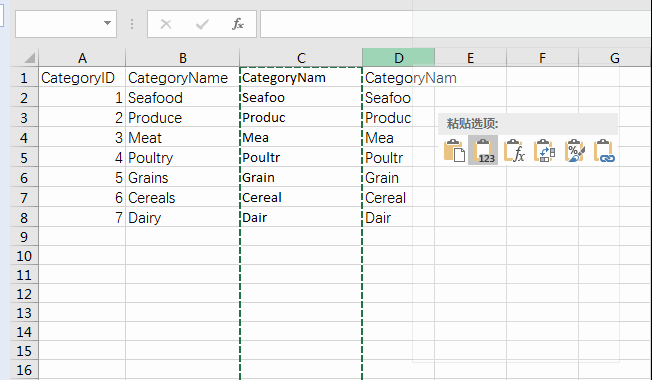 fx
A B C D E F G
1 CategoryID CategoryName CategoryNam CategoryNam
2 1 Seafood Seafoo Seafoo
3 2 Produce Produc Produc
粘贴选项:
4 3 Meat Mea Mea
123 fx %
5 4 Poultry Poultr Poultr
6 5 Grains Grain Grain
7 6 Cereals Cereal Cereal
8 7 Dairy Dair Dair
9
10
11
12
13
14
15
16